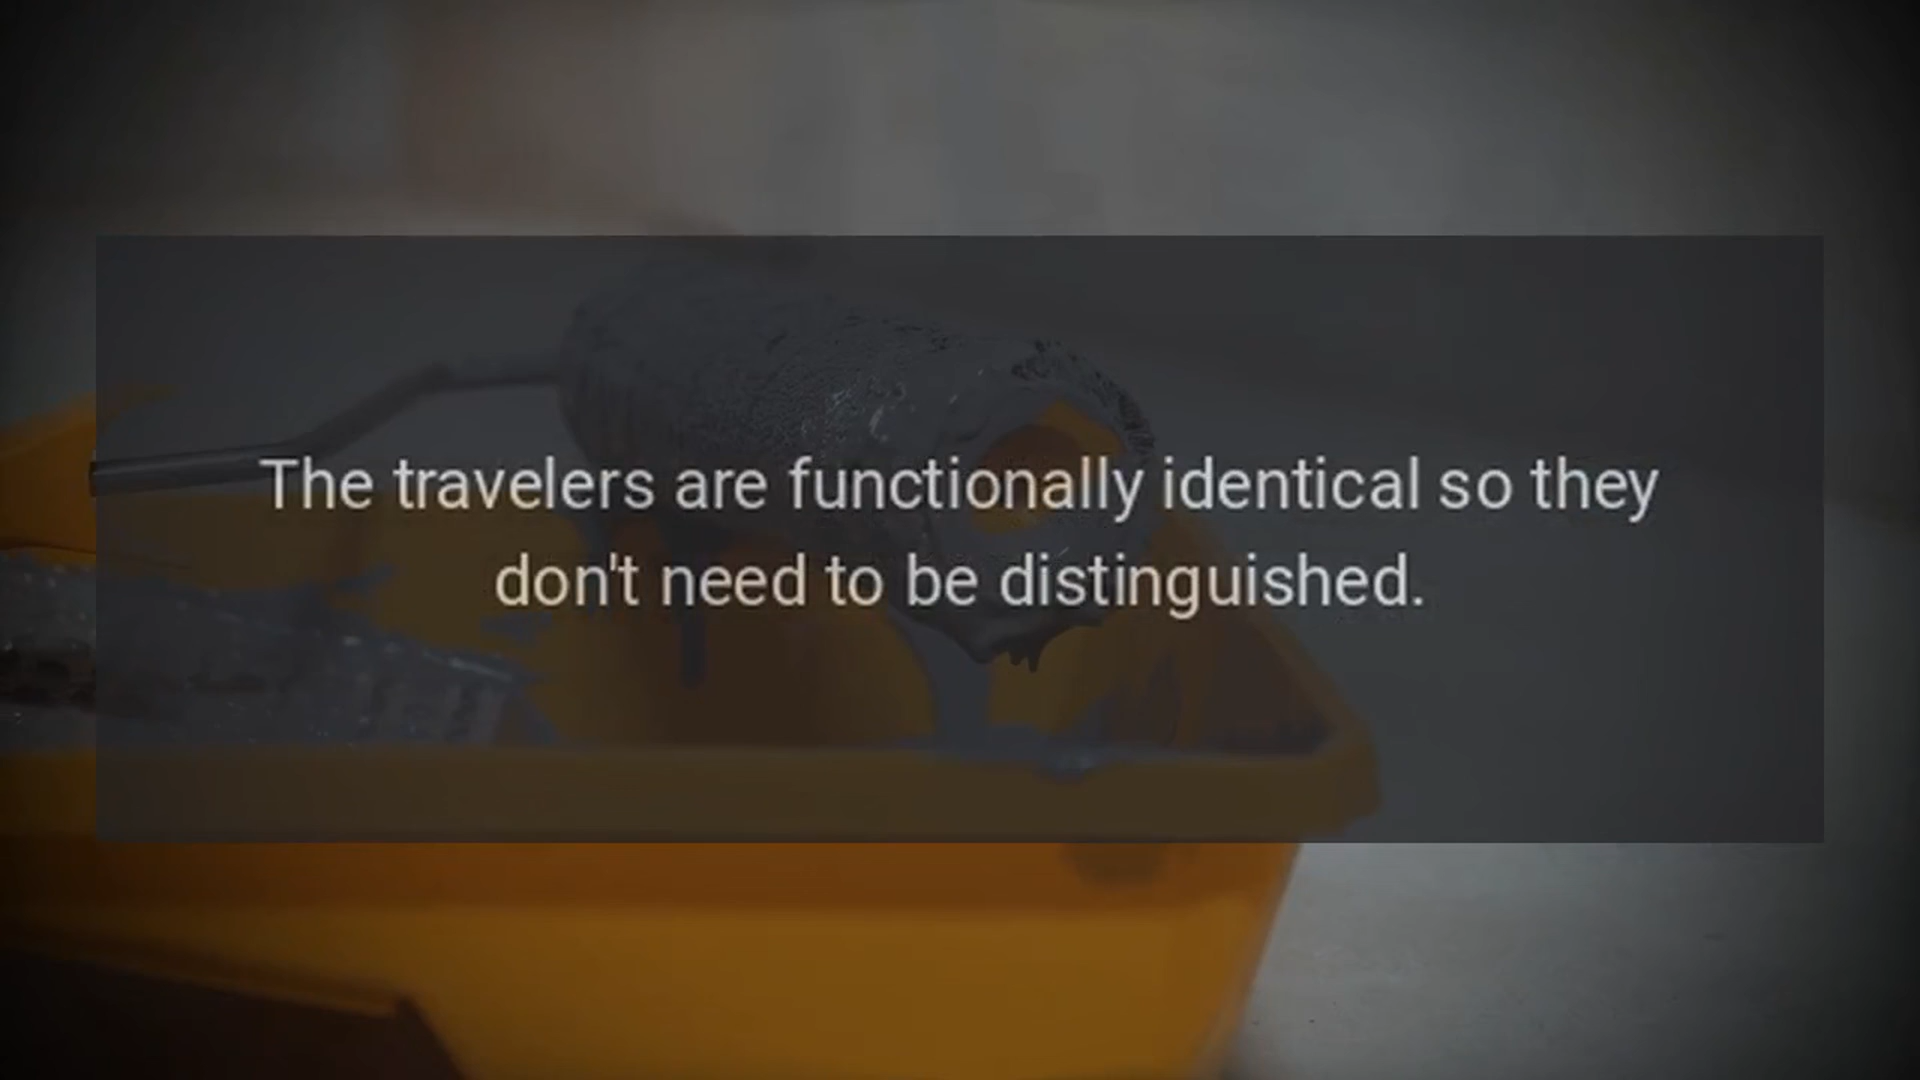 The travelers are functionally identical so they
don't need to be distinguished.